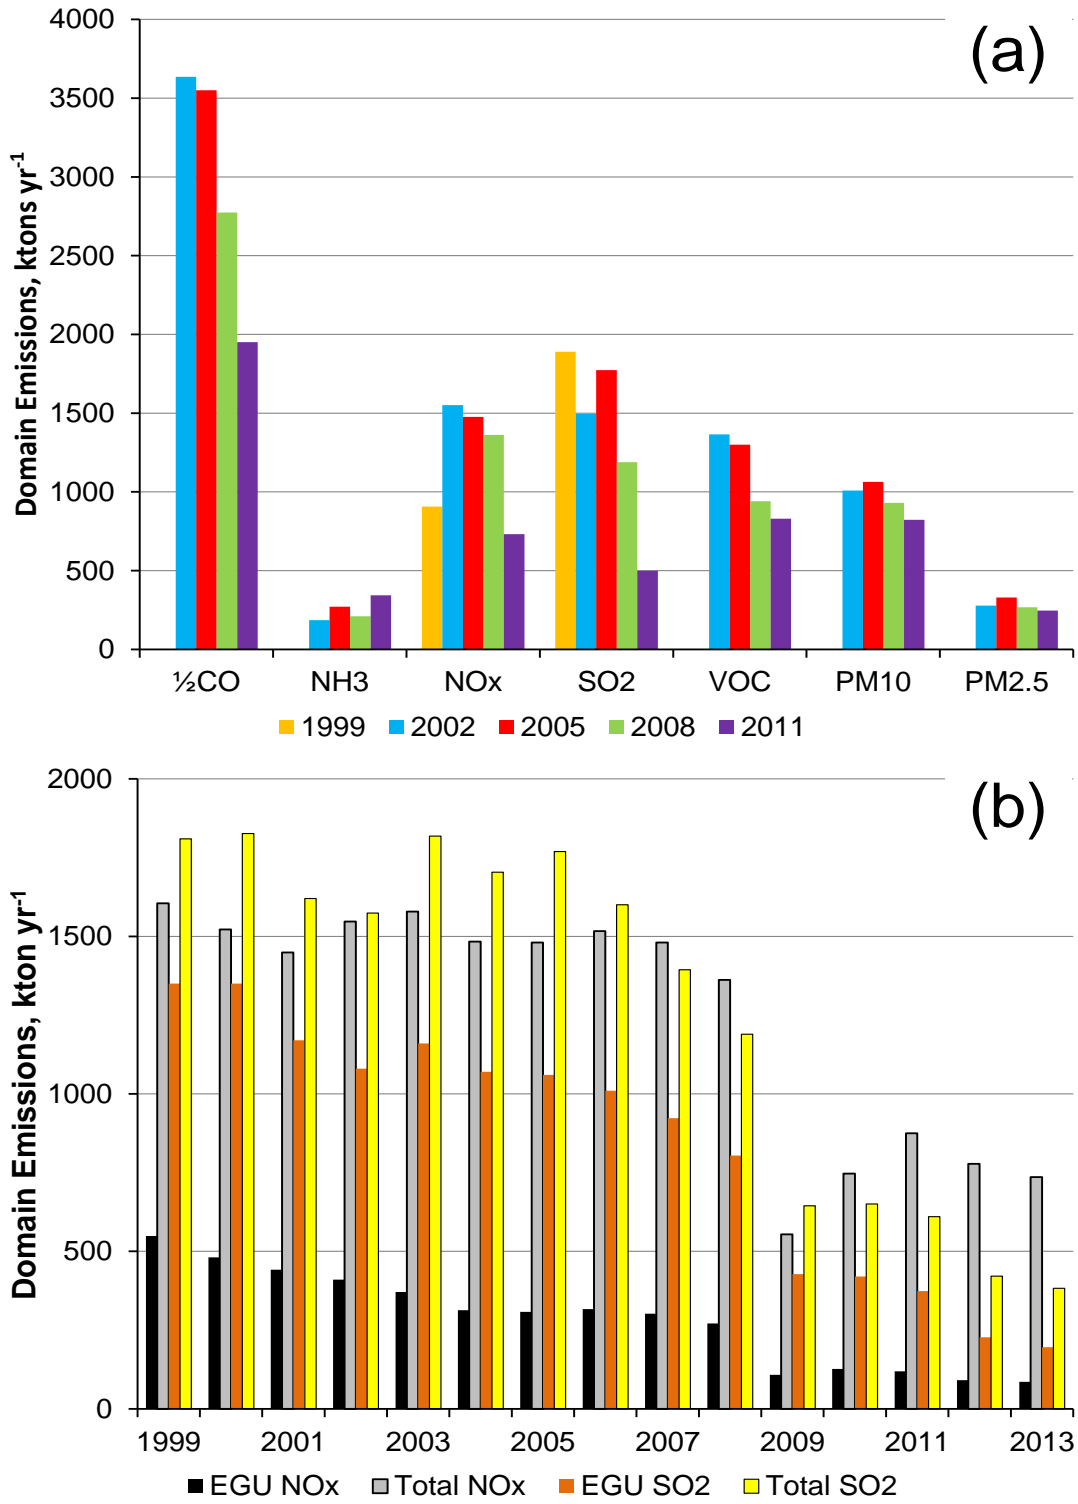 (a)
Domain Emissions, ktons yr-1
4000
3500
3000
2500
2000
1500
1000
500
0
½CO NH3 NOx SO2 VOC PM10 PM2.5
1999 2002 2005 2008 2011
(b)
Domain Emissions, kton yr-1
2000
1500
1000
500
0
1999 2001 2003 2005 2007 2009 2011 2013
EGU NOx Total NOx EGU SO2 Total SO2